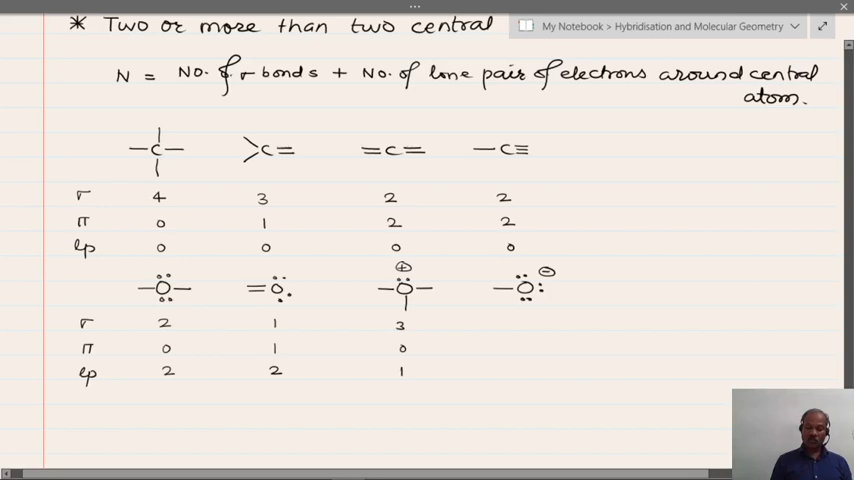 ...
* Two or more than two central
My Notebook > Hybridisation and Molecular Geometry
N = No. of σ bonds + No. of lone pair of electrons around central
atom.
–C– >C= =C= –C≡
σ 4 3 2 2
π 0 1 2 2
lp 0 0 0 0
⊕ ⊖
–Ö– =O: –Ö– –Ö:
σ 2 1 3
π 0 1 0
lp 2 2 1